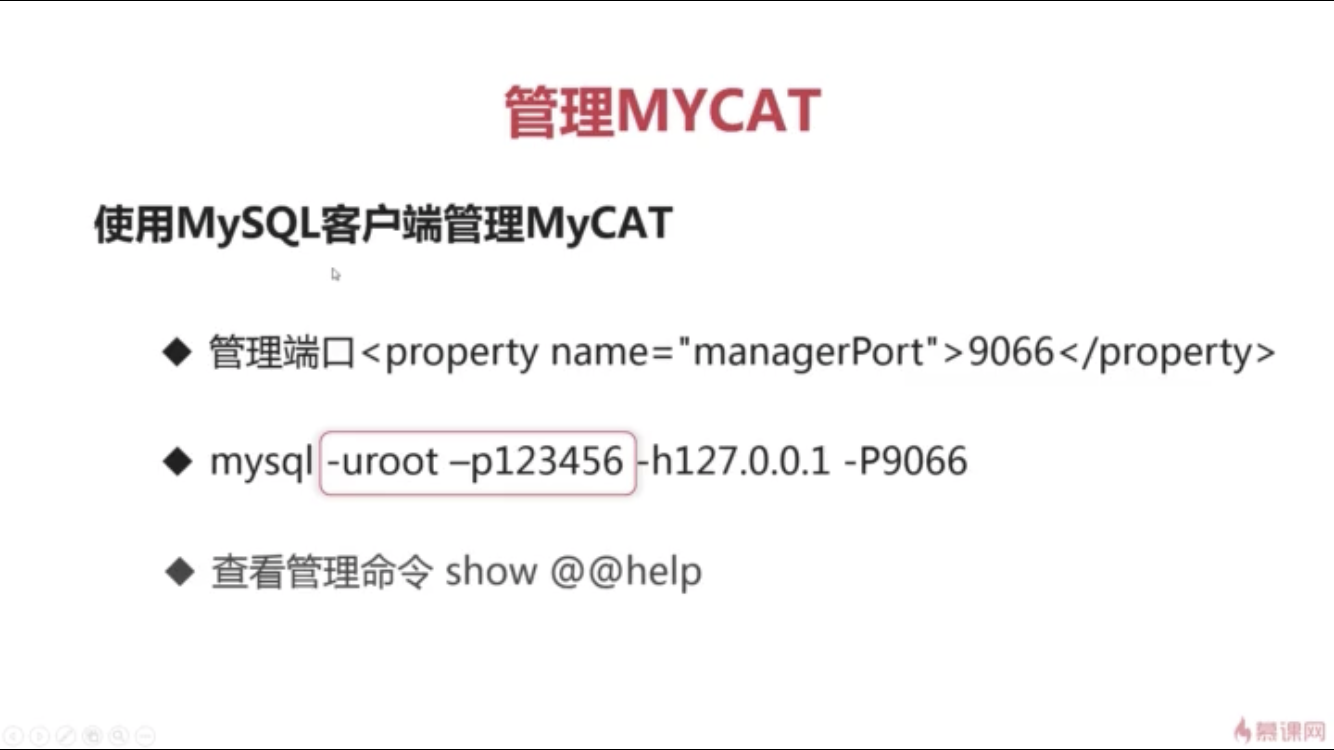 管理MYCAT
使用MySQL客户端管理MyCAT
管理端口<property name="managerPort">9066</property>
mysql -uroot –p123456 -h127.0.0.1 -P9066
查看管理命令 show @@help
慕课网